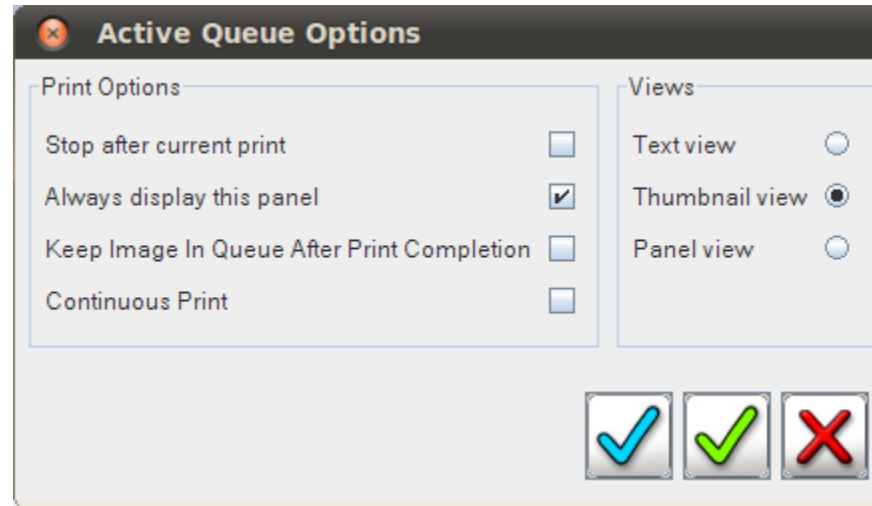 Active Queue Options
Print Options
Stop after current print
Always display this panel
Keep Image In Queue After Print Completion
Continuous Print
Views
Text view
Thumbnail view
Panel view